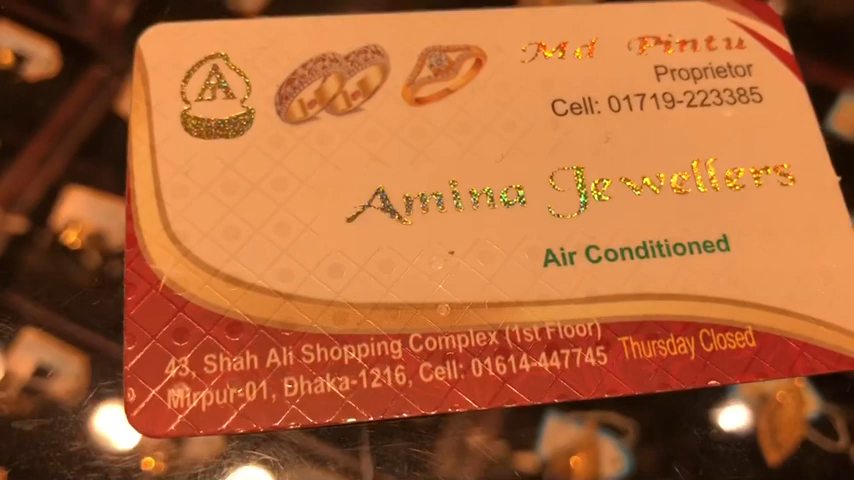 A
Md Pintu
Proprietor
Cell: 01719-223385
Amina Jewellers
Air Conditioned
43, Shah Ali Shopping Complex (1st Floor)
Mirpur-01, Dhaka-1216, Cell: 01614-447745
Thursday Closed